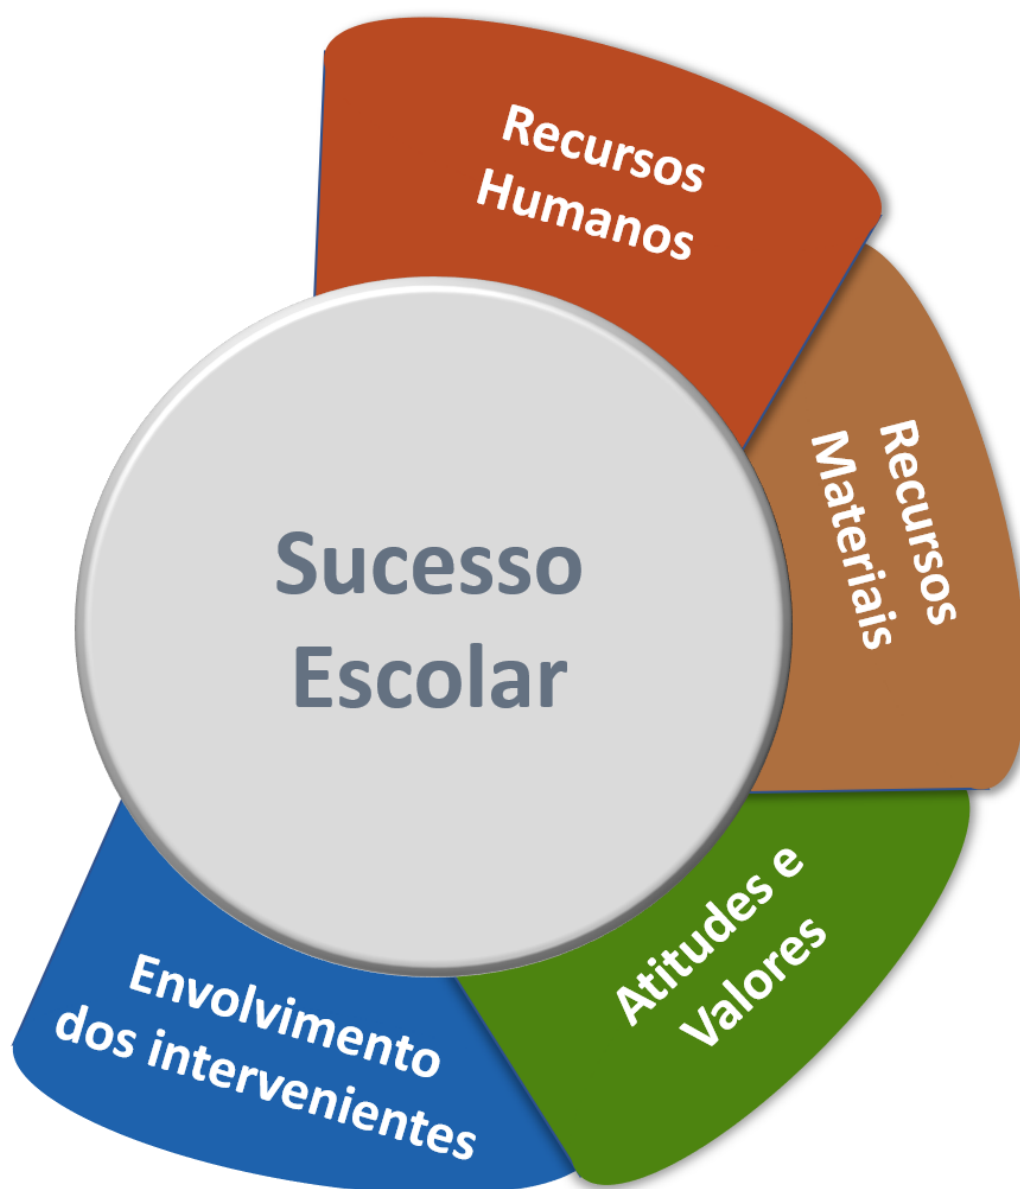 Recursos
Humanos
Recursos
Materiais
Sucesso
Escolar
Atitudes e
Valores
Envolvimento
dos intervenientes